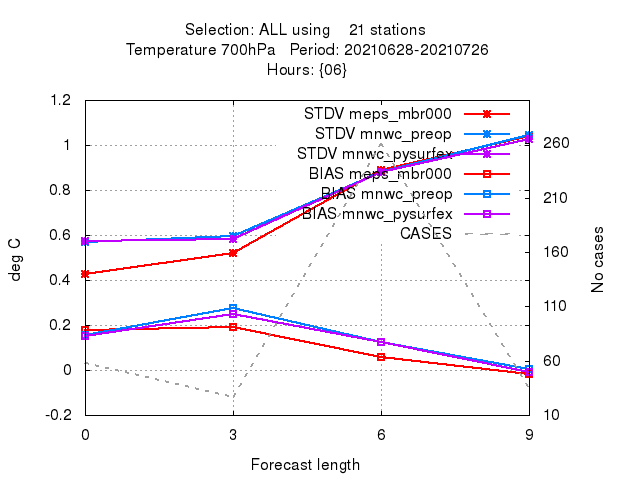 Selection: ALL using    21 stations
Temperature 700hPa   Period: 20210628-20210726
Hours: {06}
STDV meps_mbr000
STDV mnwc_preop
STDV mnwc_pysurfex
BIAS meps_mbr000
BIAS mnwc_preop
BIAS mnwc_pysurfex
CASES
deg C
1.2
1
0.8
0.6
0.4
0.2
0
-0.2
No cases
260
210
160
110
60
10
0 3 6 9
Forecast length